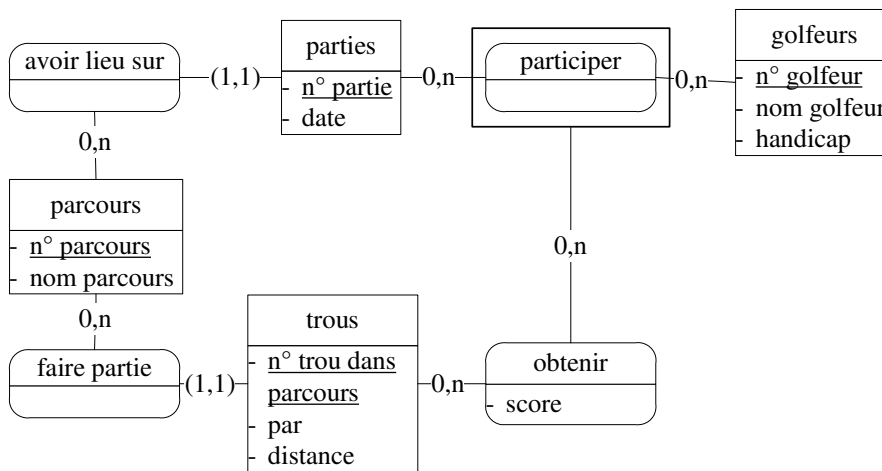 avoir lieu sur
(1,1)
parties
- n° partie
- date
0,n
participer
0,n
golfeurs
- n° golfeur
- nom golfeur
- handicap
0,n
parcours
- n° parcours
- nom parcours
0,n
0,n
faire partie
(1,1)
trous
- n° trou dans
parcours
- par
- distance
0,n
obtenir
- score